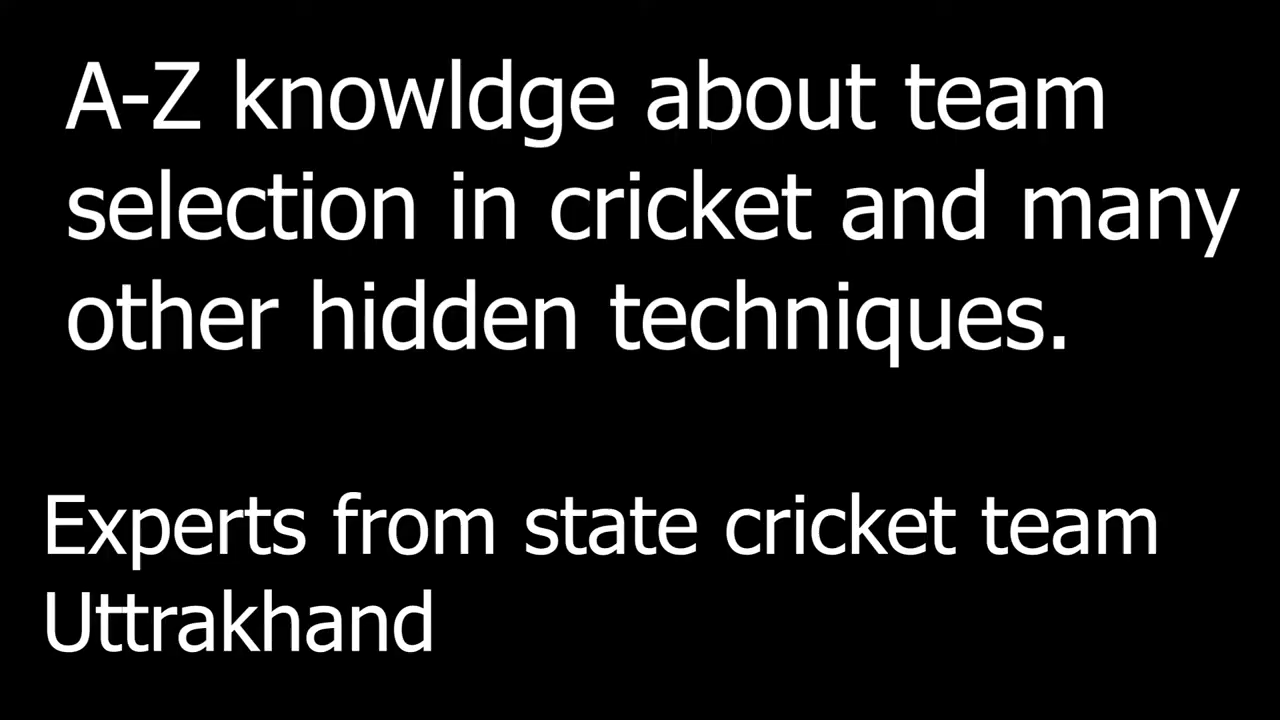 A-Z knowldge about team
selection in cricket and many
other hidden techniques.
Experts from state cricket team
Uttrakhand